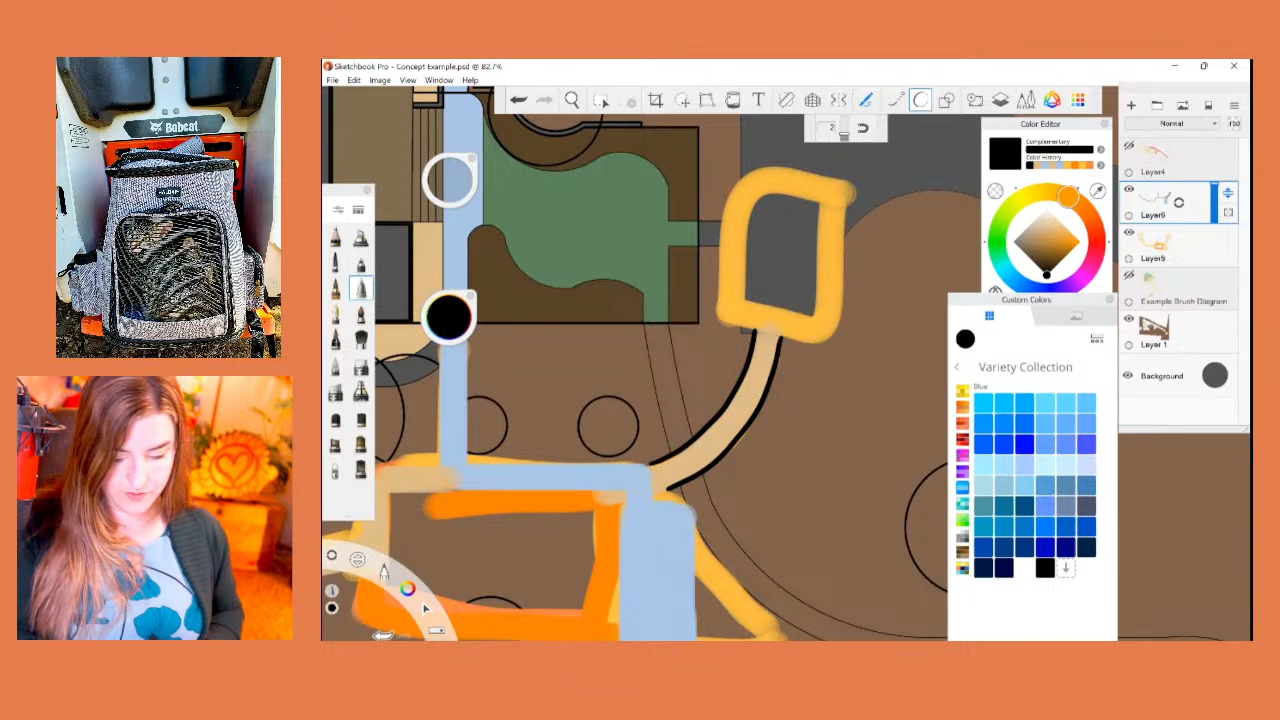 Bobcat
Sketchbook Pro - Concept Example.psd @ 82.7%
File Edit Image View Window Help
T
2
Color Editor
Complementary
Color History
Normal
Layer4
Layer6
Layer5
Example Brush Diagram
Layer 1
Background
Custom Colors
Variety Collection
Blue